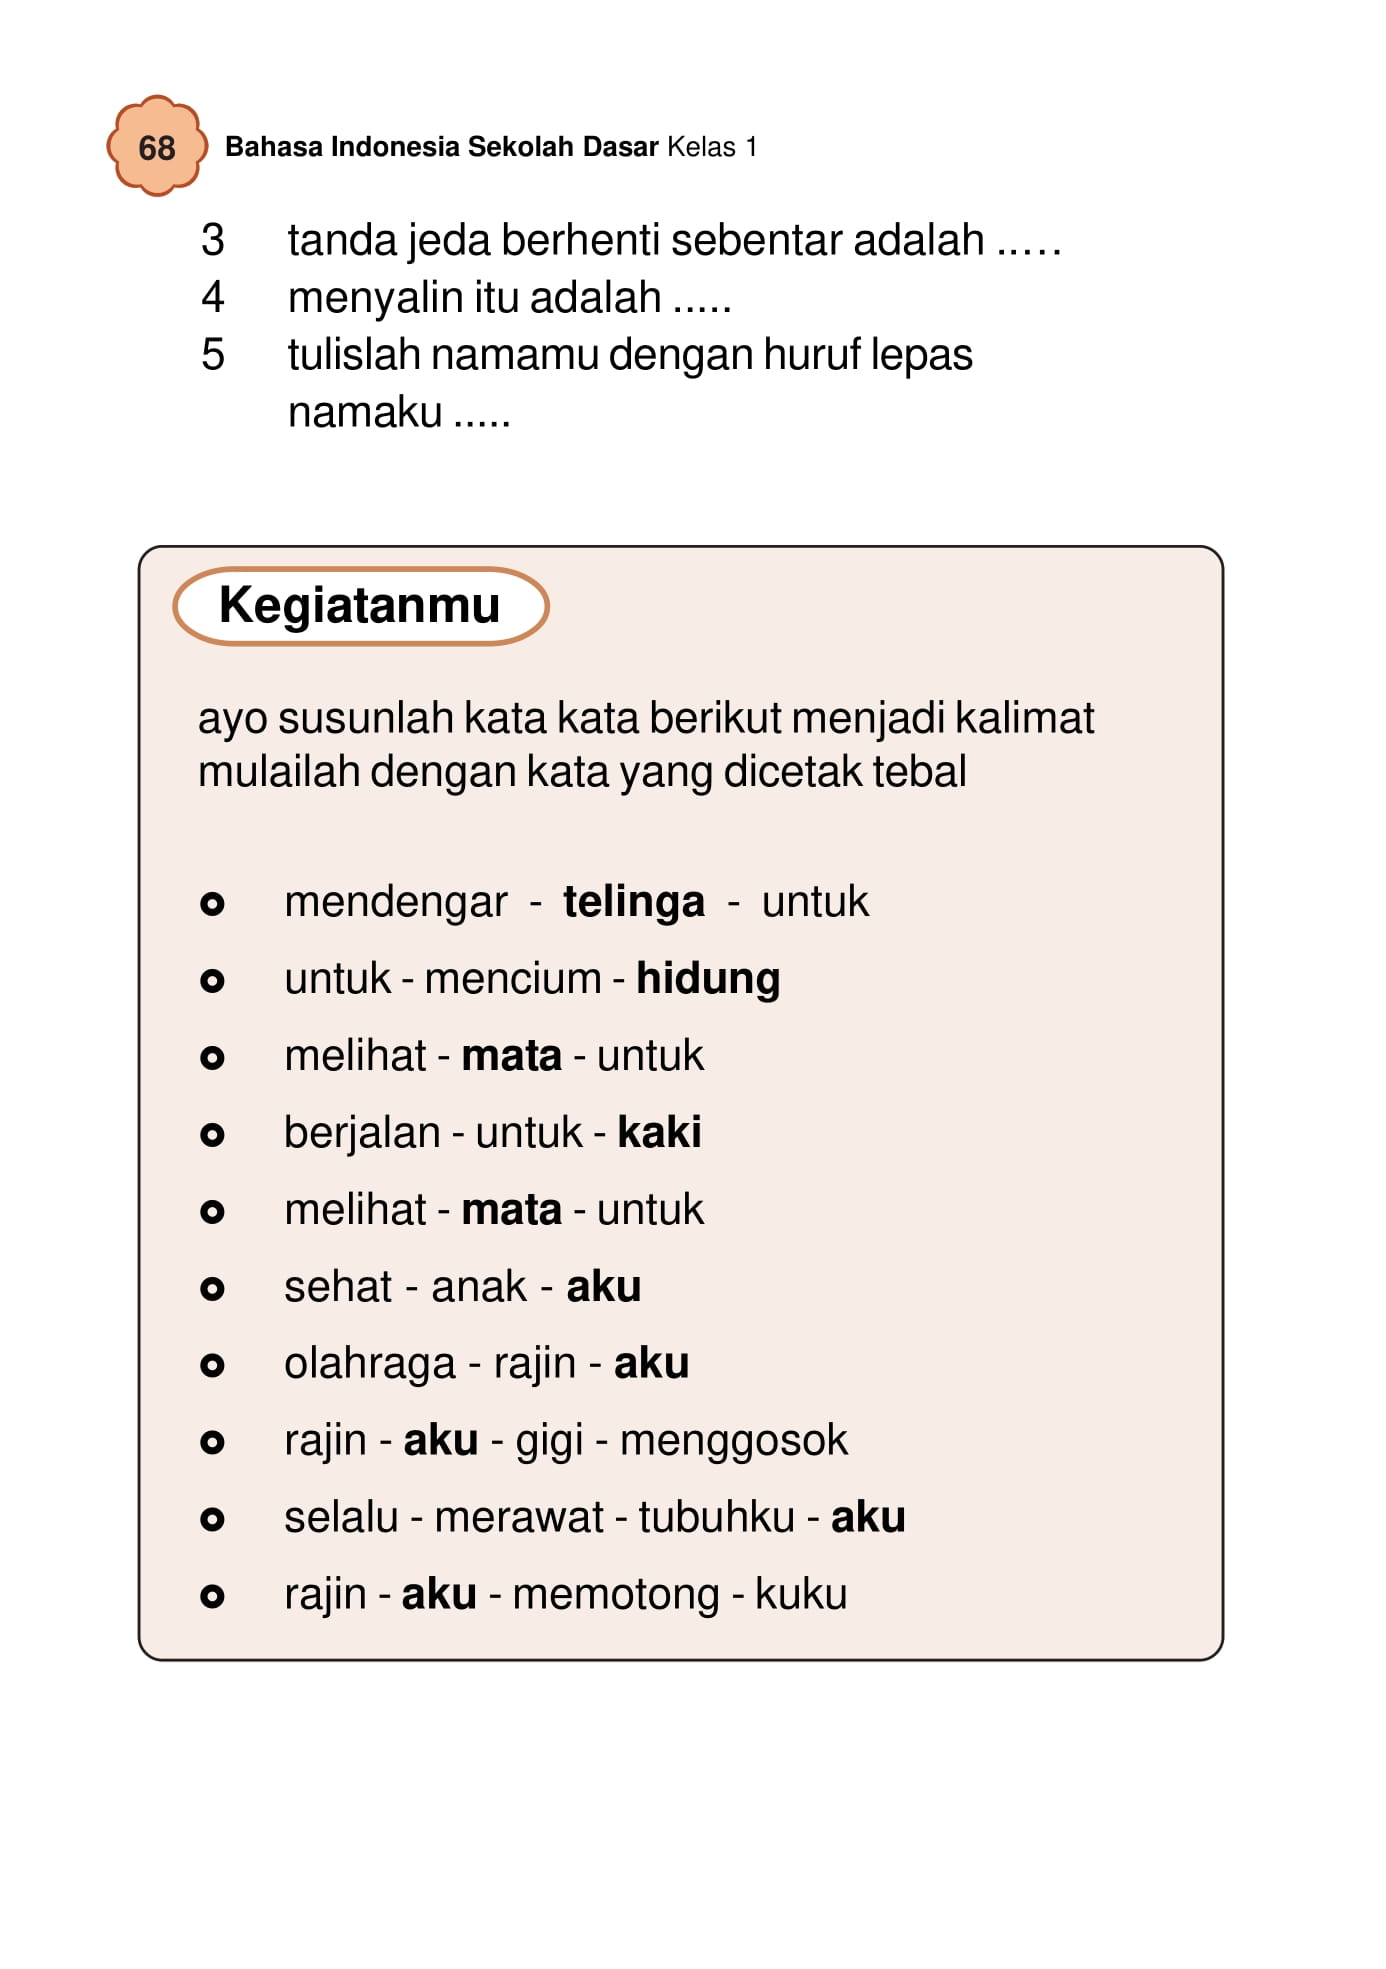 68 Bahasa Indonesia Sekolah Dasar Kelas 1
3 tanda jeda berhenti sebentar adalah .....
4 menyalin itu adalah .....
5 tulislah namamu dengan huruf lepas
namaku .....
Kegiatanmu
ayo susunlah kata kata berikut menjadi kalimat
mulailah dengan kata yang dicetak tebal
mendengar - telinga - untuk
untuk - mencium - hidung
melihat - mata - untuk
berjalan - untuk - kaki
melihat - mata - untuk
sehat - anak - aku
olahraga - rajin - aku
rajin - aku - gigi - menggosok
selalu - merawat - tubuhku - aku
rajin - aku - memotong - kuku